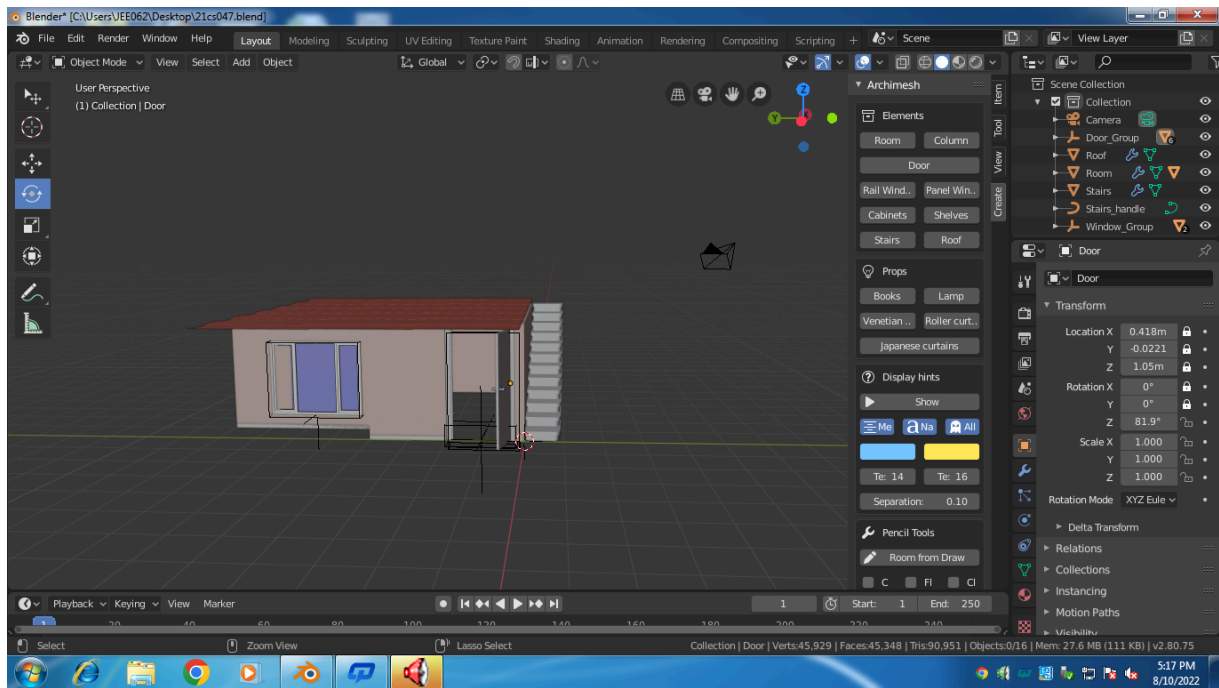 Blender* [C:\Users\JEE062\Desktop\21cs047.blend]
File Edit Render Window Help Layout Modeling Sculpting UV Editing Texture Paint Shading Animation Rendering Compositing Scripting + Scene View Layer
Object Mode View Select Add Object Global
User Perspective
(1) Collection | Door
Z
Y
Archimesh
Elements
Room Column
Door
Rail Wind.. Panel Win..
Cabinets Shelves
Stairs Roof
Props
Books Lamp
Venetian .. Roller curt..
Japanese curtains
Display hints
Show
Me Na All
Te: 14 Te: 16
Separation: 0.10
Pencil Tools
Room from Draw
C Fl Cl
Item
Tool
View
Create
Scene Collection
Collection
Camera
Door_Group 6
Roof
Room
Stairs
Stairs_handle
Window_Group 2
Door
Door
Transform
Location X 0.418m
Y -0.0221
Z 1.05m
Rotation X 0°
Y 0°
Z 81.9°
Scale X 1.000
Y 1.000
Z 1.000
Rotation Mode XYZ Eule
Delta Transform
Relations
Collections
Instancing
Motion Paths
Visibility
Playback Keying View Marker 1 Start: 1 End: 250
1 20 40 60 80 100 120 140 160 180 200 220 240
Select Zoom View Lasso Select Collection | Door | Verts:45,929 | Faces:45,348 | Tris:90,951 | Objects:0/16 | Mem: 27.6 MB (111 KB) | v2.80.75
5:17 PM
8/10/2022